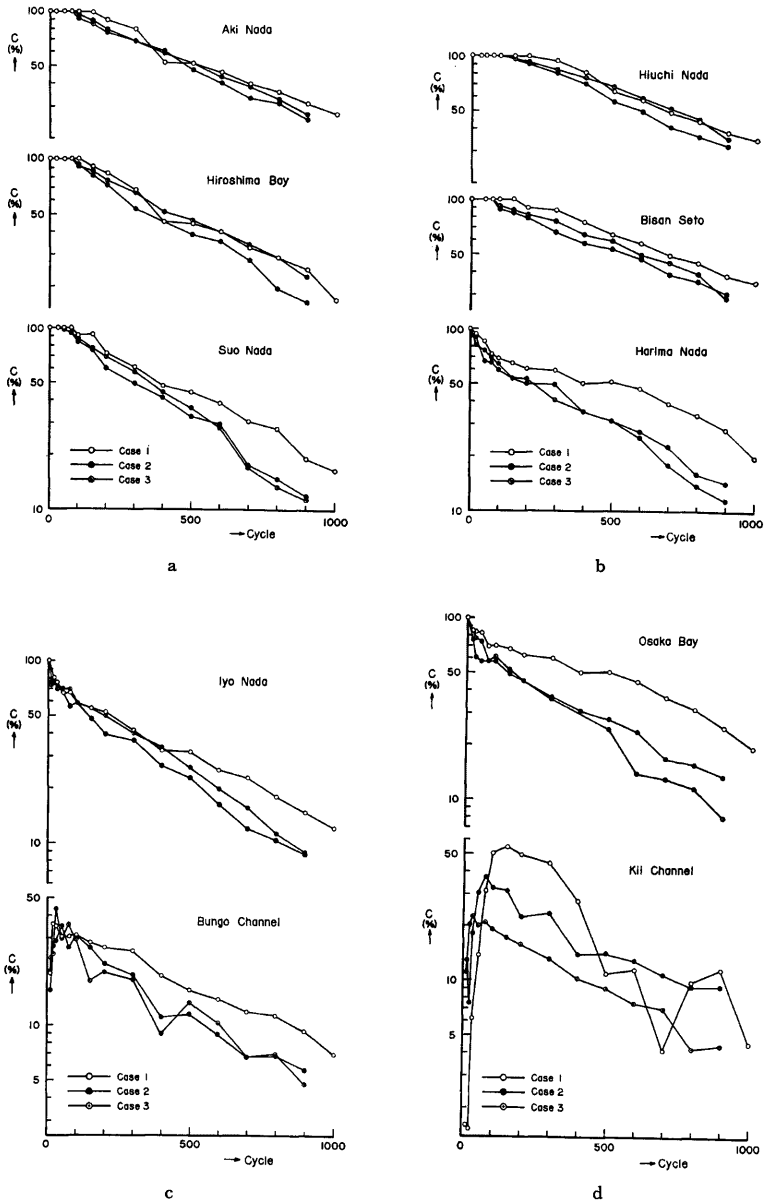 C
(%)
100
50
Aki Nada
C
(%)
100
50
Hiroshima Bay
C
(%)
100
50
10
Suo Nada
Case 1
Case 2
Case 3
500
1000
→Cycle
a
C
(%)
100
50
Hiuchi Nada
C
(%)
100
50
Bisan Seto
C
(%)
100
50
10
Harima Nada
Case 1
Case 2
Case 3
500
1000
→Cycle
b
C
(%)
100
50
10
Iyo Nada
C
(%)
50
10
5
Bungo Channel
Case 1
Case 2
Case 3
0
500
1000
→Cycle
c
C
(%)
100
50
10
Osaka Bay
C
(%)
50
10
5
Kii Channel
Case 1
Case 2
Case 3
0
500
1000
→Cycle
d